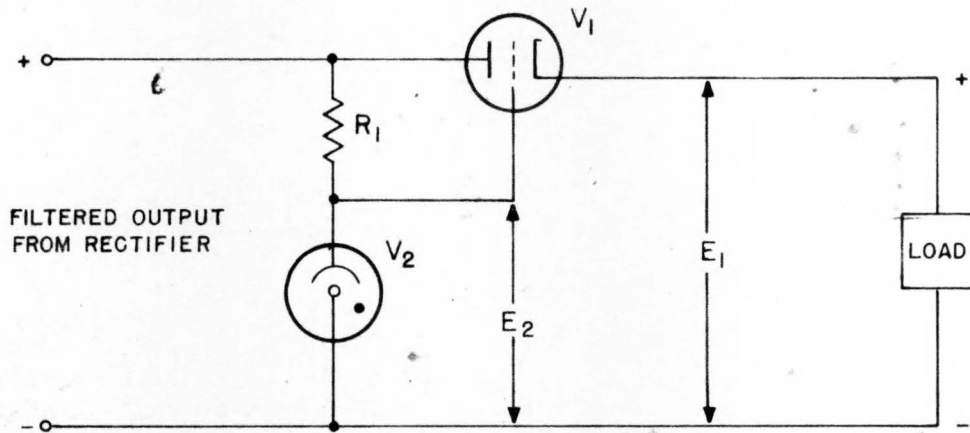 V1
+
+
R1
FILTERED OUTPUT
FROM RECTIFIER
V2
E1
LOAD
E2
-
-